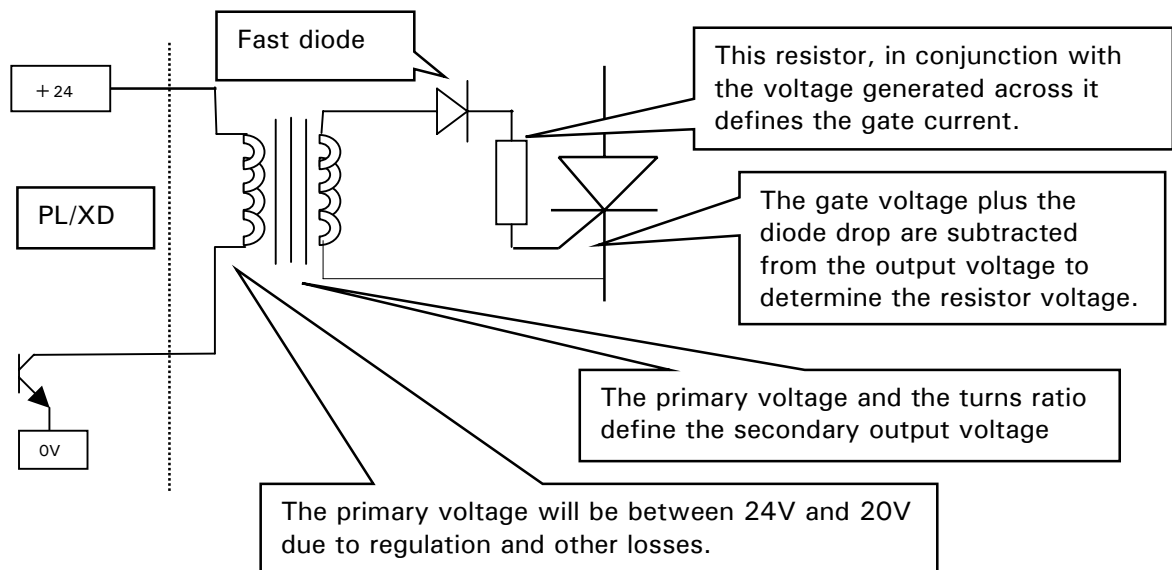 Fast diode
This resistor, in conjunction with
the voltage generated across it
defines the gate current.
+24
PL/XD
The gate voltage plus the
diode drop are subtracted
from the output voltage to
determine the resistor voltage.
The primary voltage and the turns ratio
define the secondary output voltage
0V
The primary voltage will be between 24V and 20V
due to regulation and other losses.